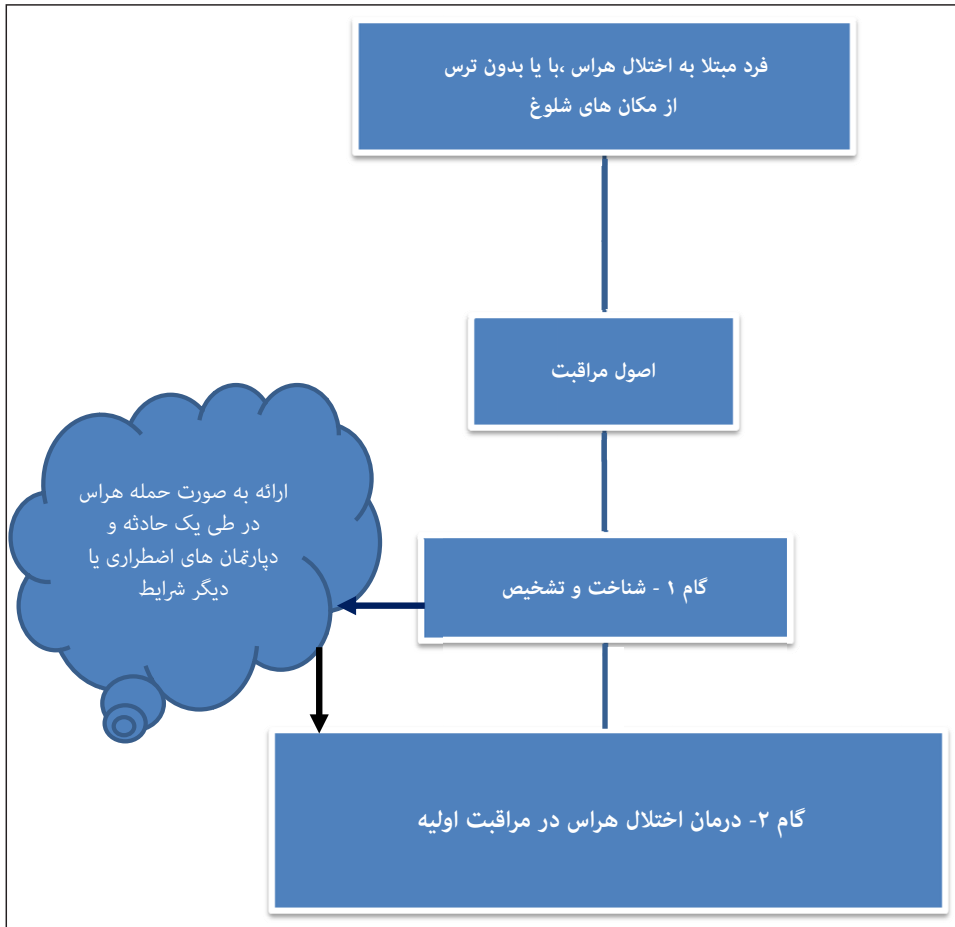 فرد مبتلا به اختلال هراس ،با یا بدون ترس
از مکان های شلوغ
اصول مراقبت
ارائه به صورت حمله هراس
در طی یک حادثه و
دپارتمان های اضطراری یا
دیگر شرایط
گام ۱ - شناخت و تشخیص
گام ۲- درمان اختلال هراس در مراقبت اولیه